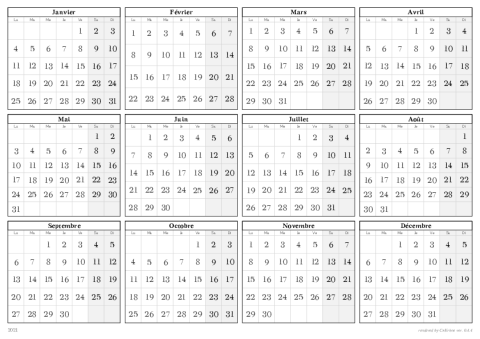 Janvier
Lu Ma Me Je Ve Sa Di
1 2 3
4 5 6 7 8 9 10
11 12 13 14 15 16 17
18 19 20 21 22 23 24
25 26 27 28 29 30 31
Février
Lu Ma Me Je Ve Sa Di
1 2 3 4 5 6 7
8 9 10 11 12 13 14
15 16 17 18 19 20 21
22 23 24 25 26 27 28
Mars
Lu Ma Me Je Ve Sa Di
1 2 3 4 5 6 7
8 9 10 11 12 13 14
15 16 17 18 19 20 21
22 23 24 25 26 27 28
29 30 31
Avril
Lu Ma Me Je Ve Sa Di
1 2 3 4
5 6 7 8 9 10 11
12 13 14 15 16 17 18
19 20 21 22 23 24 25
26 27 28 29 30
Mai
Lu Ma Me Je Ve Sa Di
1 2
3 4 5 6 7 8 9
10 11 12 13 14 15 16
17 18 19 20 21 22 23
24 25 26 27 28 29 30
31
Juin
Lu Ma Me Je Ve Sa Di
1 2 3 4 5 6
7 8 9 10 11 12 13
14 15 16 17 18 19 20
21 22 23 24 25 26 27
28 29 30
Juillet
Lu Ma Me Je Ve Sa Di
1 2 3 4
5 6 7 8 9 10 11
12 13 14 15 16 17 18
19 20 21 22 23 24 25
26 27 28 29 30 31
Août
Lu Ma Me Je Ve Sa Di
1
2 3 4 5 6 7 8
9 10 11 12 13 14 15
16 17 18 19 20 21 22
23 24 25 26 27 28 29
30 31
Septembre
Lu Ma Me Je Ve Sa Di
1 2 3 4 5
6 7 8 9 10 11 12
13 14 15 16 17 18 19
20 21 22 23 24 25 26
27 28 29 30
Octobre
Lu Ma Me Je Ve Sa Di
1 2 3
4 5 6 7 8 9 10
11 12 13 14 15 16 17
18 19 20 21 22 23 24
25 26 27 28 29 30 31
Novembre
Lu Ma Me Je Ve Sa Di
1 2 3 4 5 6 7
8 9 10 11 12 13 14
15 16 17 18 19 20 21
22 23 24 25 26 27 28
29 30
Décembre
Lu Ma Me Je Ve Sa Di
1 2 3 4 5
6 7 8 9 10 11 12
13 14 15 16 17 18 19
20 21 22 23 24 25 26
27 28 29 30 31
2021
created by